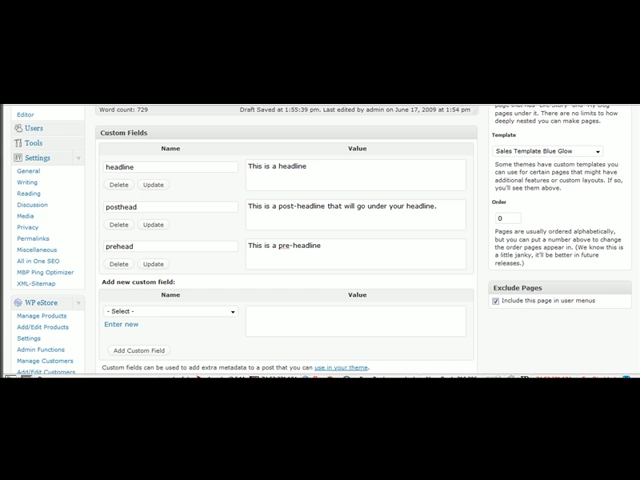 Editor
Users
Tools
Settings
General
Writing
Reading
Discussion
Media
Privacy
Permalinks
Miscellaneous
All in One SEO
MBP Ping Optimizer
XML-Sitemap
WP eStore
Manage Products
Add/Edit Products
Settings
Admin Functions
Manage Customers
Add/Edit Customers
Word count: 729
Draft Saved at 1:55:39 pm. Last edited by admin on June 17, 2009 at 1:54 pm
Custom Fields
Name Value
headline
This is a headline
Delete Update
posthead
This is a post-headline that will go under your headline.
Delete Update
prehead
This is a pre-headline
Delete Update
Add new custom field:
Name Value
- Select -
Enter new
Add Custom Field
Custom fields can be used to add extra metadata to a post that you can use in your theme.
pages under. There are no limits to
how deeply nested you can make pages.
Template
Sales Template Blue Glow
Some themes have custom templates you
can use for certain pages that might have
additional features or custom layouts. If so,
you'll see them above.
Order
0
Pages are usually ordered alphabetically,
but you can put a number above to change
the order pages appear in. (We know this is
a little janky, it'll be better in future
releases.)
Exclude Pages
Include this page in user menus